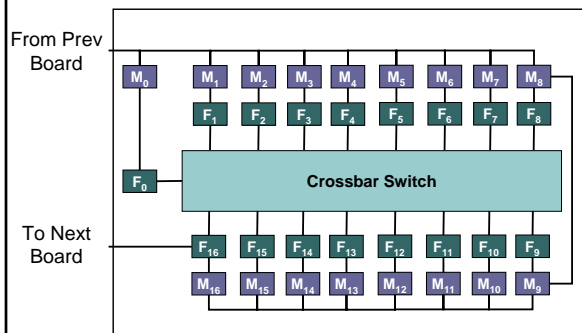 From Prev
Board
M₀ M₁ M₂ M₃ M₄ M₅ M₆ M₇ M₈
F₁ F₂ F₃ F₄ F₅ F₆ F₇ F₈
F₀ Crossbar Switch
To Next
Board
F₁₆ F₁₅ F₁₄ F₁₃ F₁₂ F₁₁ F₁₀ F₉
M₁₆ M₁₅ M₁₄ M₁₃ M₁₂ M₁₁ M₁₀ M₉